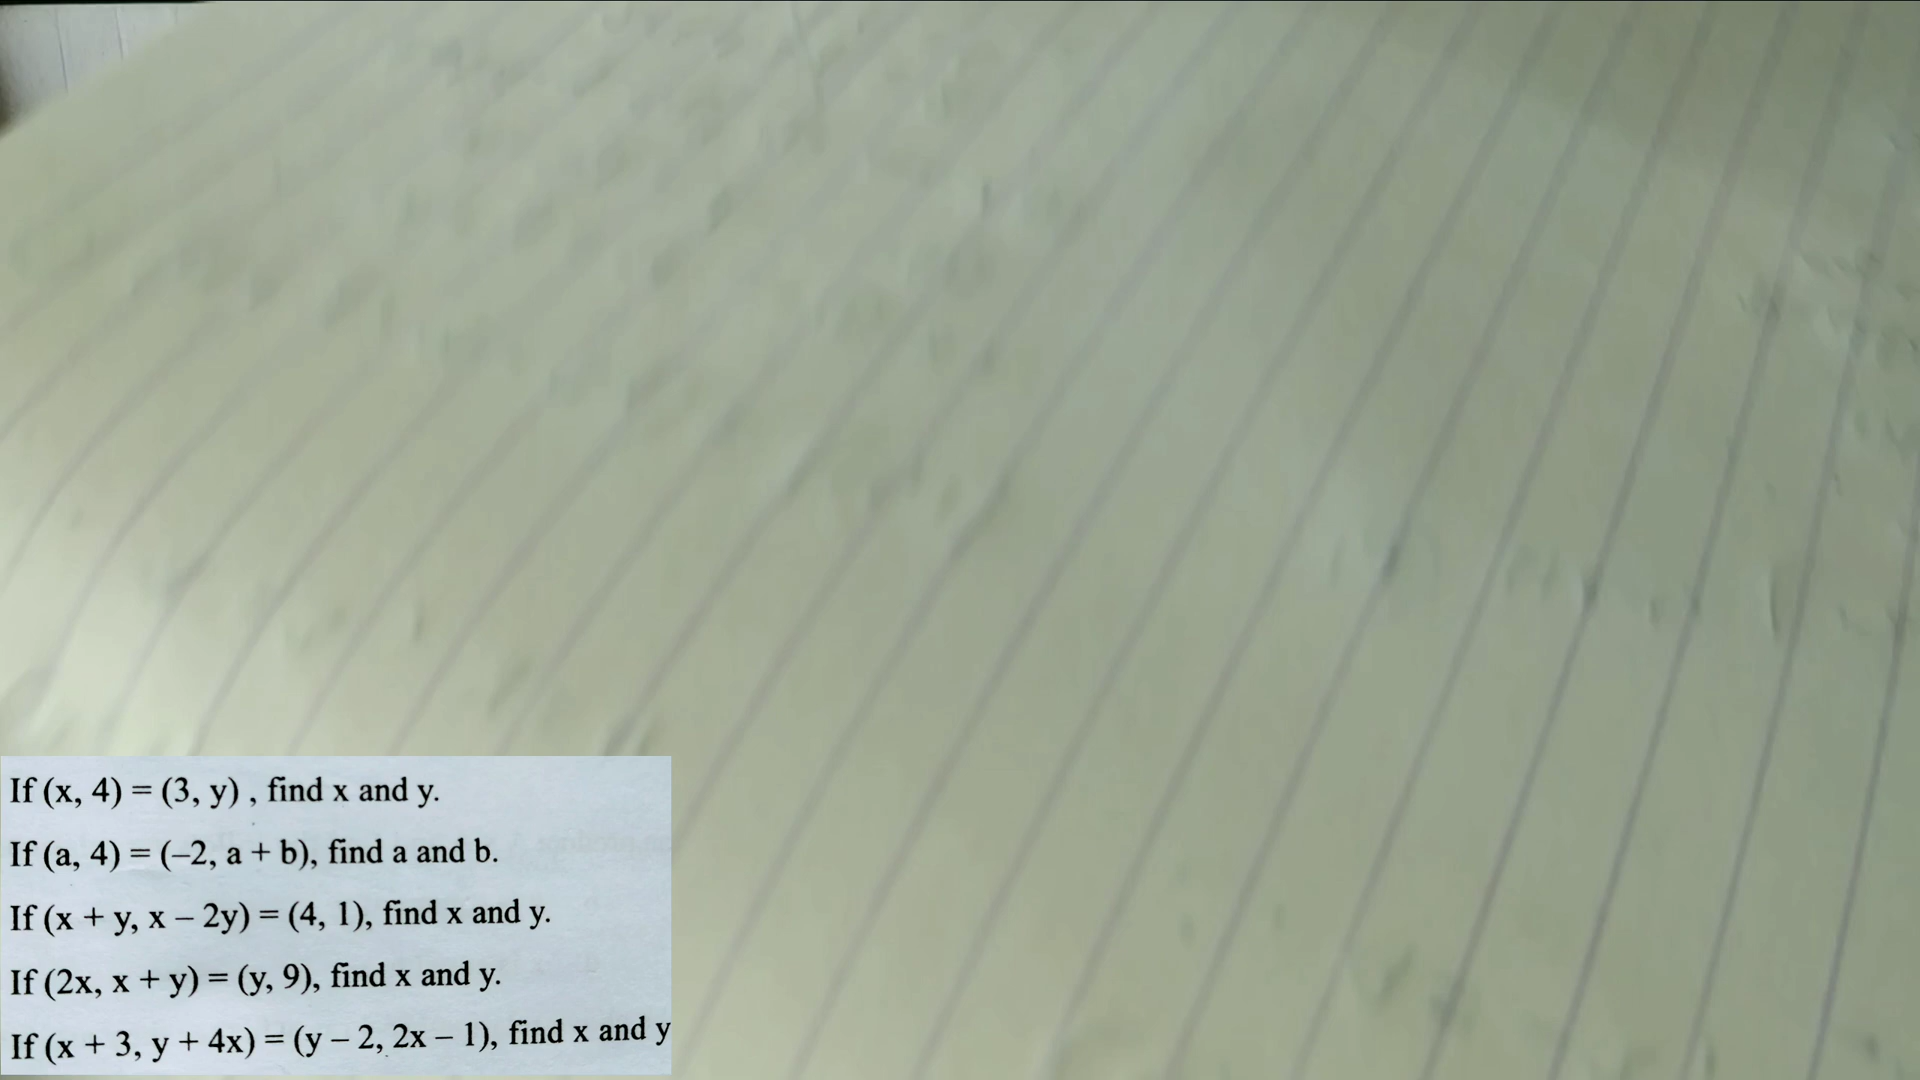 If (x, 4) = (3, y) , find x and y.
If (a, 4) = (–2, a + b), find a and b.
If (x + y, x – 2y) = (4, 1), find x and y.
If (2x, x + y) = (y, 9), find x and y.
If (x + 3, y + 4x) = (y – 2, 2x – 1), find x and y